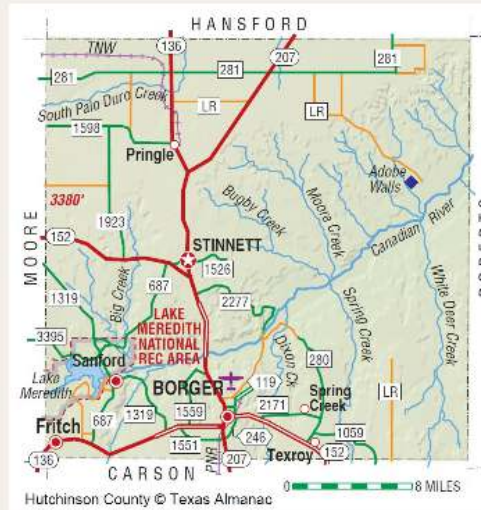 HANSFORD
136
207
TNW
281
281
281
South Palo Duro Creek
LR
LR
1598
Pringle
Adobe
Walls
3380'
Bugby Creek
Moore Creek
Canadian River
152
1923
MOORE
STINNETT
1526
Big Creek
687
1319
2277
White Deer Creek
LAKE
MEREDITH
NATIONAL
REC AREA
Spring Creek
3395
Sanford
Dixon Ck
280
Lake
Meredith
BORGER
119
Spring
Creek
LR
687
1319
1559
2171
Fritch
1551
246
1059
Texroy
152
136
CARSON
PNR
207
0
8 MILES
Hutchinson County © Texas Almanac